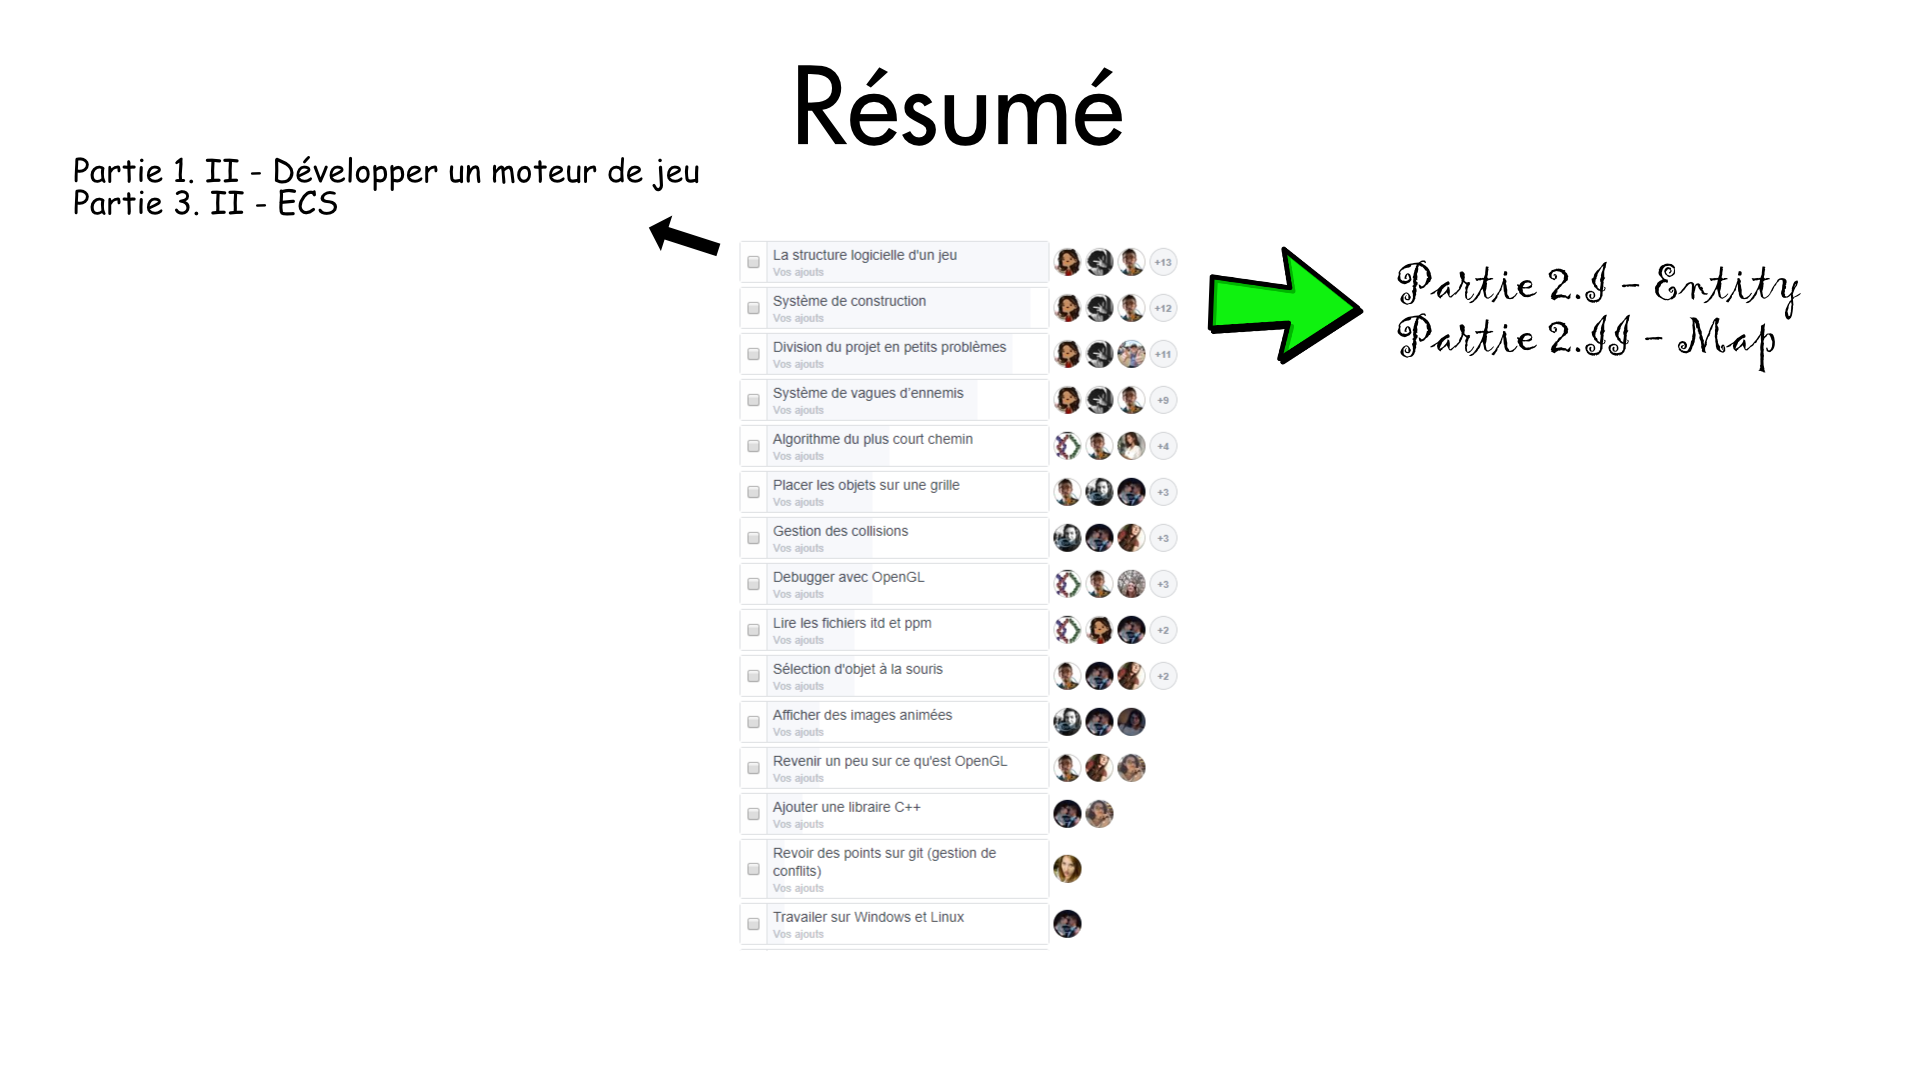 Résumé
Partie 1. II - Développer un moteur de jeu
Partie 3. II - ECS
La structure logicielle d'un jeu
Vos ajouts
+13
Système de construction
Vos ajouts
+12
Partie 2.I - Entity
Partie 2.II - Map
Division du projet en petits problèmes
Vos ajouts
+11
Système de vagues d'ennemis
Vos ajouts
+9
Algorithme du plus court chemin
Vos ajouts
+4
Placer les objets sur une grille
Vos ajouts
+3
Gestion des collisions
Vos ajouts
+3
Debugger avec OpenGL
Vos ajouts
+3
Lire les fichiers itd et ppm
Vos ajouts
+2
Sélection d'objet à la souris
Vos ajouts
+2
Afficher des images animées
Vos ajouts
Revenir un peu sur ce qu'est OpenGL
Vos ajouts
Ajouter une libraire C++
Vos ajouts
Revoir des points sur git (gestion de
conflits)
Vos ajouts
Travailer sur Windows et Linux
Vos ajouts